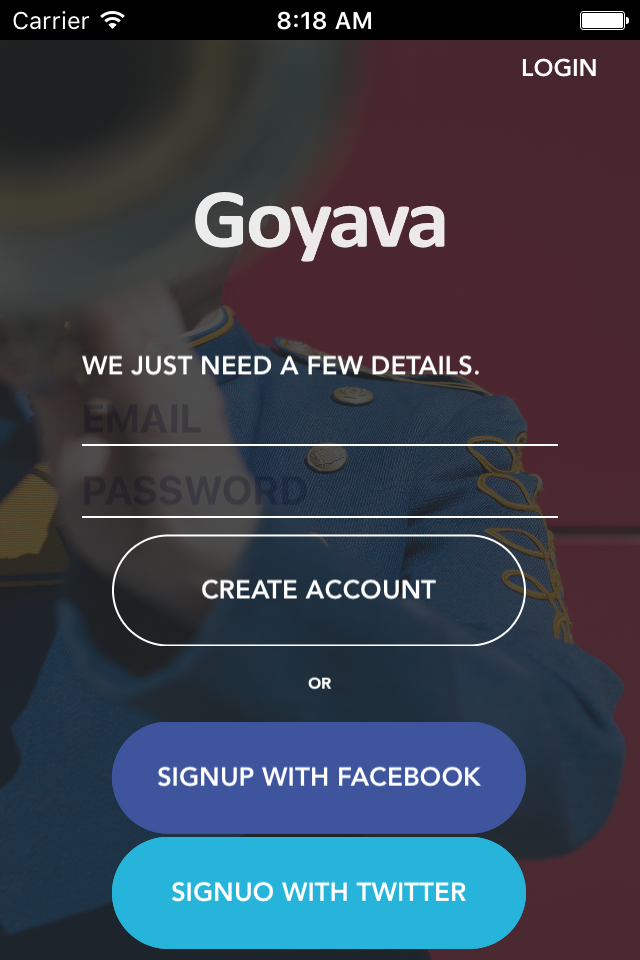 Carrier 8:18 AM
LOGIN
Goyava
WE JUST NEED A FEW DETAILS.
EMAIL
PASSWORD
CREATE ACCOUNT
OR
SIGNUP WITH FACEBOOK
SIGNUO WITH TWITTER